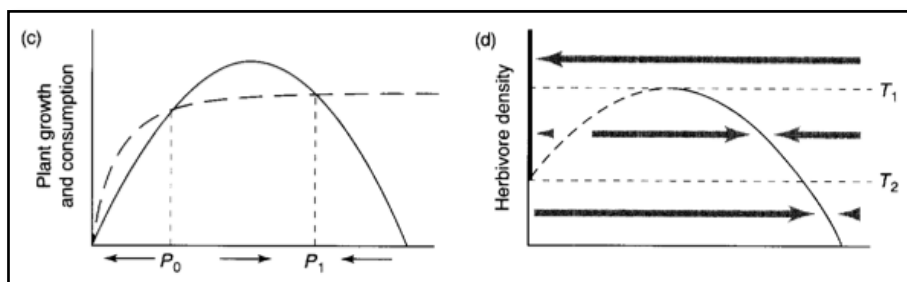 (c)
Plant growth
and consumption
P₀
P₁
(d)
Herbivore density
T₁
T₂